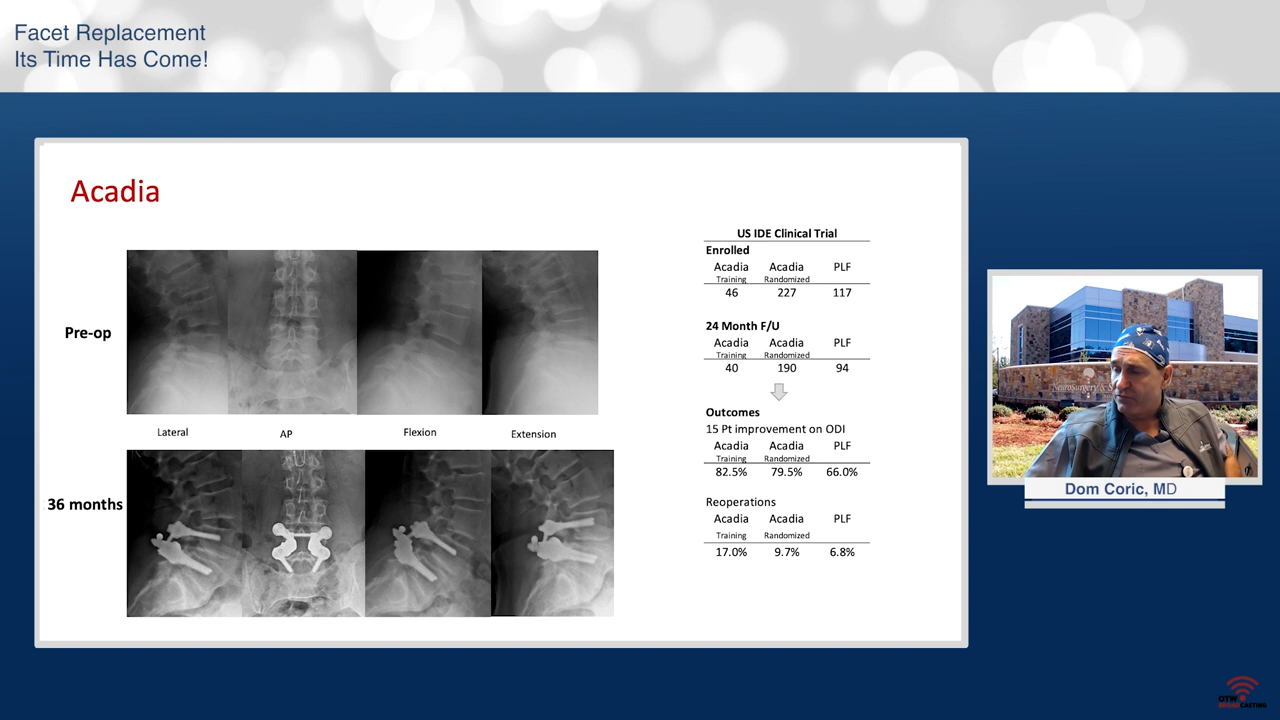 Facet Replacement
Its Time Has Come!
Acadia
Pre-op
Lateral AP Flexion Extension
36 months
US IDE Clinical Trial
Enrolled
Acadia Acadia PLF
Training Randomized
46 227 117
24 Month F/U
Acadia Acadia PLF
Training Randomized
40 190 94
Outcomes
15 Pt improvement on ODI
Acadia Acadia PLF
Training Randomized
82.5% 79.5% 66.0%
Reoperations
Acadia Acadia PLF
Training Randomized
17.0% 9.7% 6.8%
NeuroSurgery & S
Dom Coric, MD
OTW
BROADCASTING